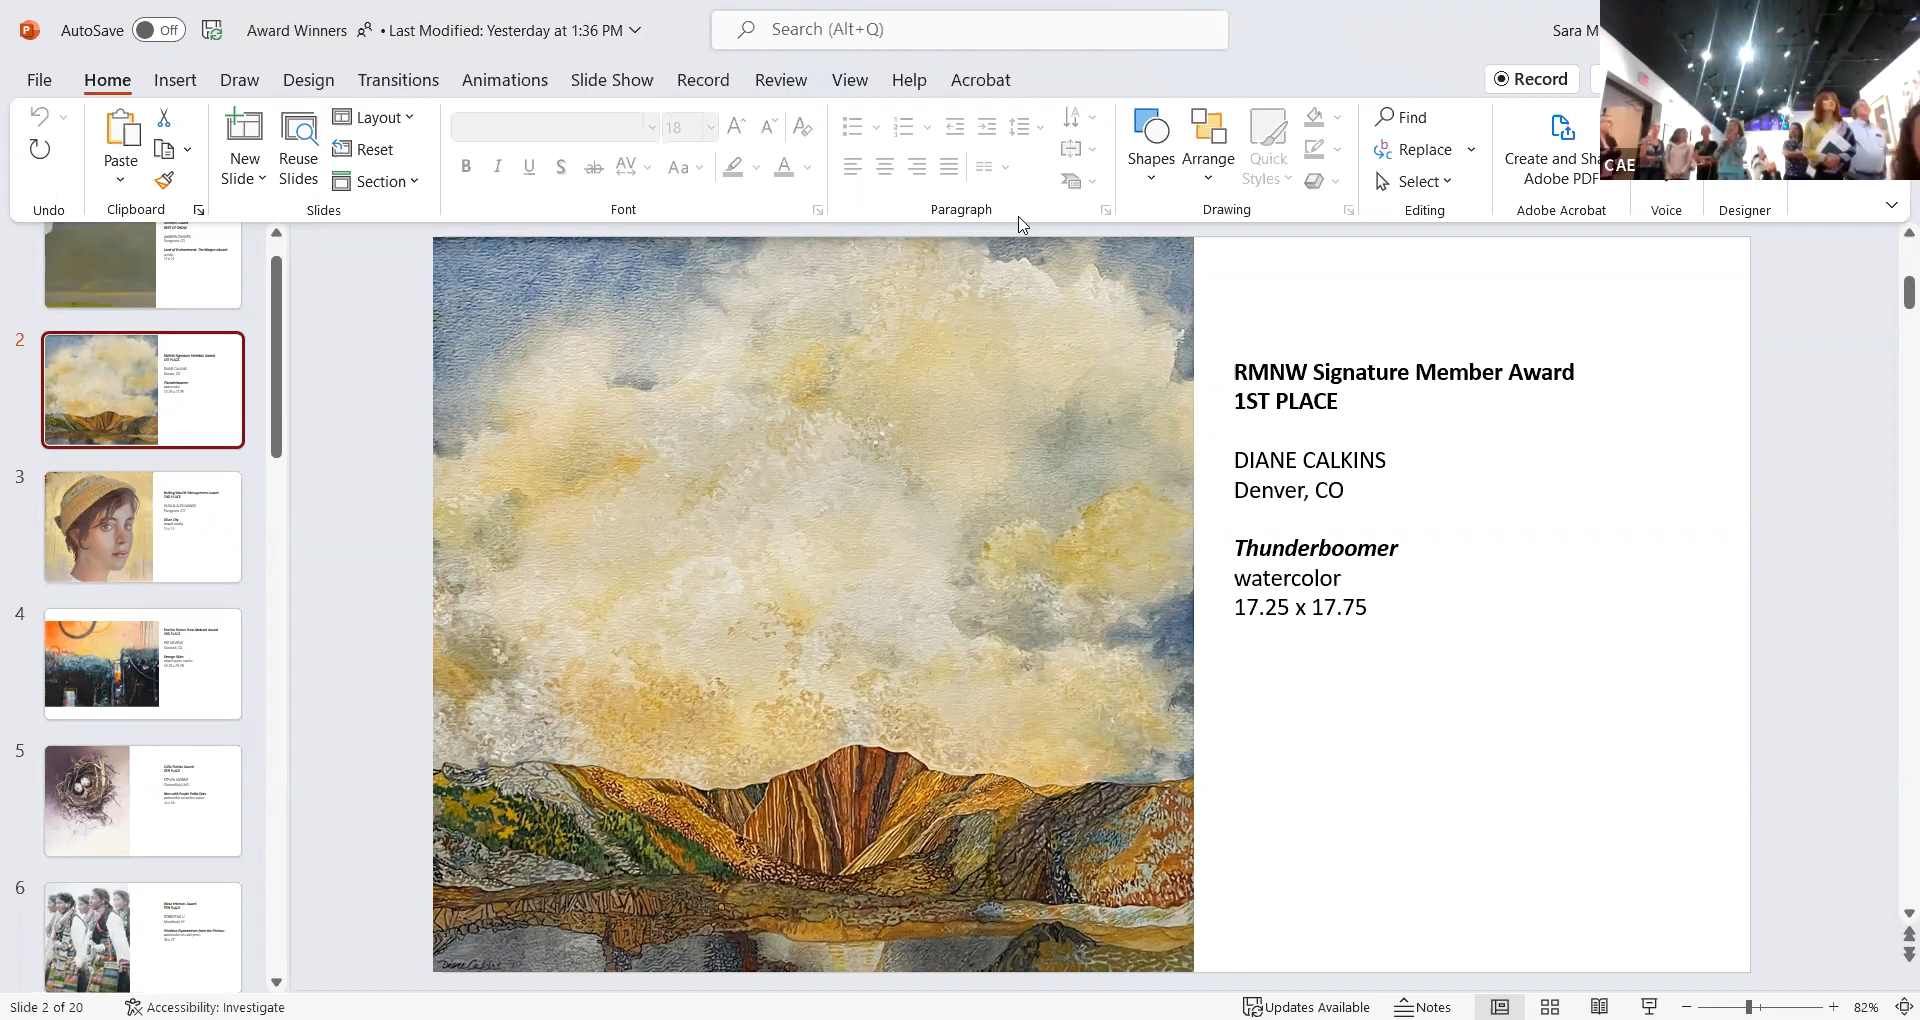 AutoSave Off Award Winners • Last Modified: Yesterday at 1:36 PM Search (Alt+Q) Sara M
File Home Insert Draw Design Transitions Animations Slide Show Record Review View Help Acrobat Record
Undo
Paste
Clipboard
New Slide
Reuse Slides
Layout
Reset
Section
Slides
18
Font
Paragraph
Shapes
Arrange
Quick Styles
Drawing
Find
Replace
Select
Editing
Create and Sha
Adobe PDF
Adobe Acrobat
Voice
Designer
CAE
2
3
4
5
6
RMNW Signature Member Award
1ST PLACE
DIANE CALKINS
Denver, CO
Thunderboomer
watercolor
17.25 x 17.75
Slide 2 of 20 Accessibility: Investigate Updates Available Notes 82%